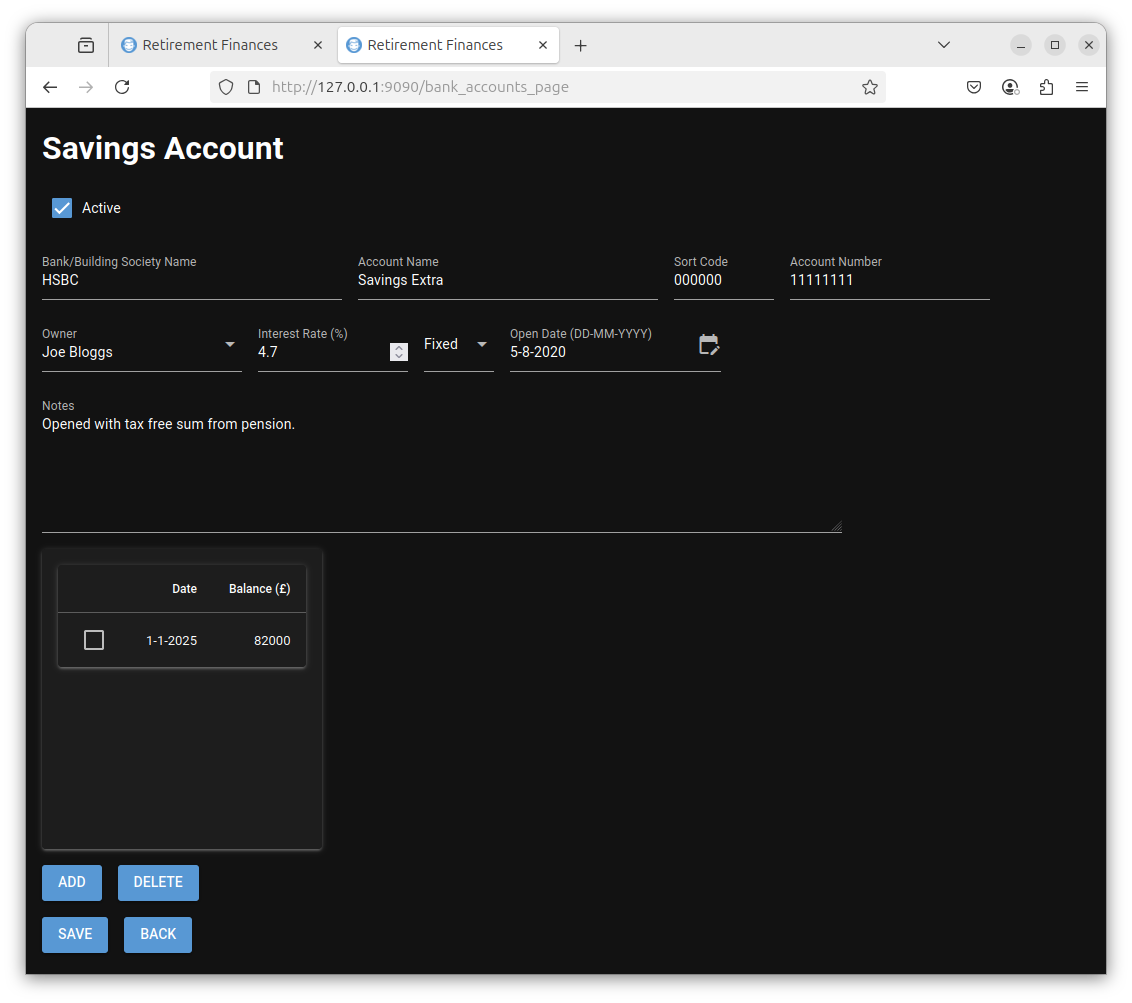 Retirement Finances Retirement Finances
http://127.0.0.1:9090/bank_accounts_page
Savings Account
Active
Bank/Building Society Name Account Name Sort Code Account Number
HSBC Savings Extra 000000 11111111
Owner Interest Rate (%) Open Date (DD-MM-YYYY)
Joe Bloggs 4.7 Fixed 5-8-2020
Notes
Opened with tax free sum from pension.
Date Balance (£)
1-1-2025 82000
ADD DELETE
SAVE BACK